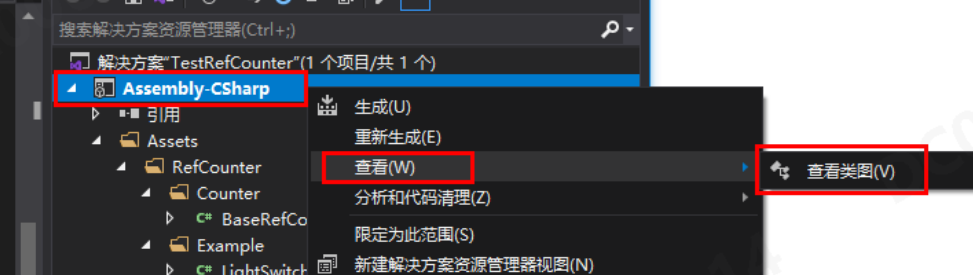 搜索解决方案资源管理器(Ctrl+;)
解决方案"TestRefCounter"(1 个项目/共 1 个)
Assembly-CSharp
引用
Assets
RefCounter
Counter
C# BaseRefCo
Example
C# LightSwitch
生成(U)
重新生成(E)
查看(W)
分析和代码清理(Z)
限定为此范围(S)
新建解决方案资源管理器视图(N)
查看类图(V)